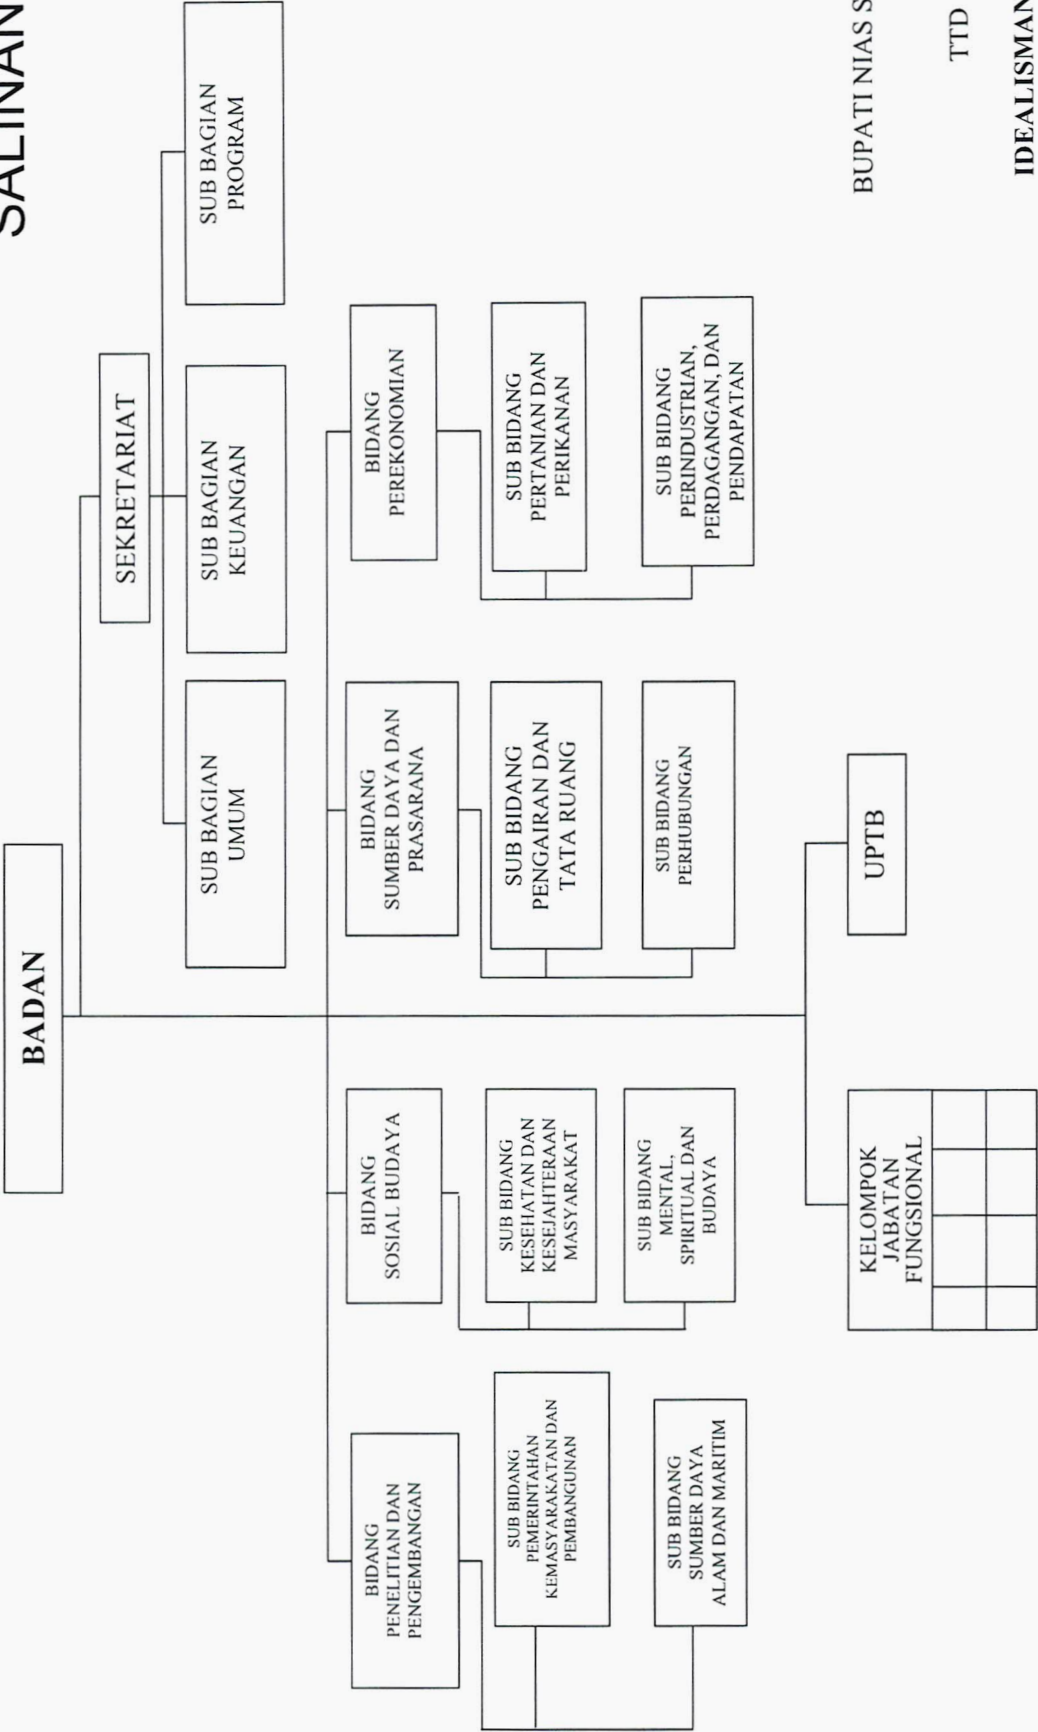 SALINAN
BADAN
SEKRETARIAT
SUB BAGIAN
UMUM
SUB BAGIAN
KEUANGAN
SUB BAGIAN
PROGRAM
BIDANG
PENELITIAN DAN
PENGEMBANGAN
BIDANG
SOSIAL BUDAYA
BIDANG
SUMBER DAYA DAN
PRASARANA
BIDANG
PEREKONOMIAN
SUB BIDANG
PEMERINTAHAN
KEMASYARAKATAN DAN
PEMBANGUNAN
SUB BIDANG
KESEHATAN DAN
KESEJAHTERAAN
MASYARAKAT
SUB BIDANG
PENGAIRAN DAN
TATA RUANG
SUB BIDANG
PERTANIAN DAN
PERIKANAN
SUB BIDANG
SUMBER DAYA
ALAM DAN MARITIM
SUB BIDANG
MENTAL,
SPIRITUAL DAN
BUDAYA
SUB BIDANG
PERHUBUNGAN
SUB BIDANG
PERINDUSTRIAN,
PERDAGANGAN, DAN
PENDAPATAN
KELOMPOK
JABATAN
FUNGSIONAL
UPTB
BUPATI NIAS S
TTD
IDEALISMAN